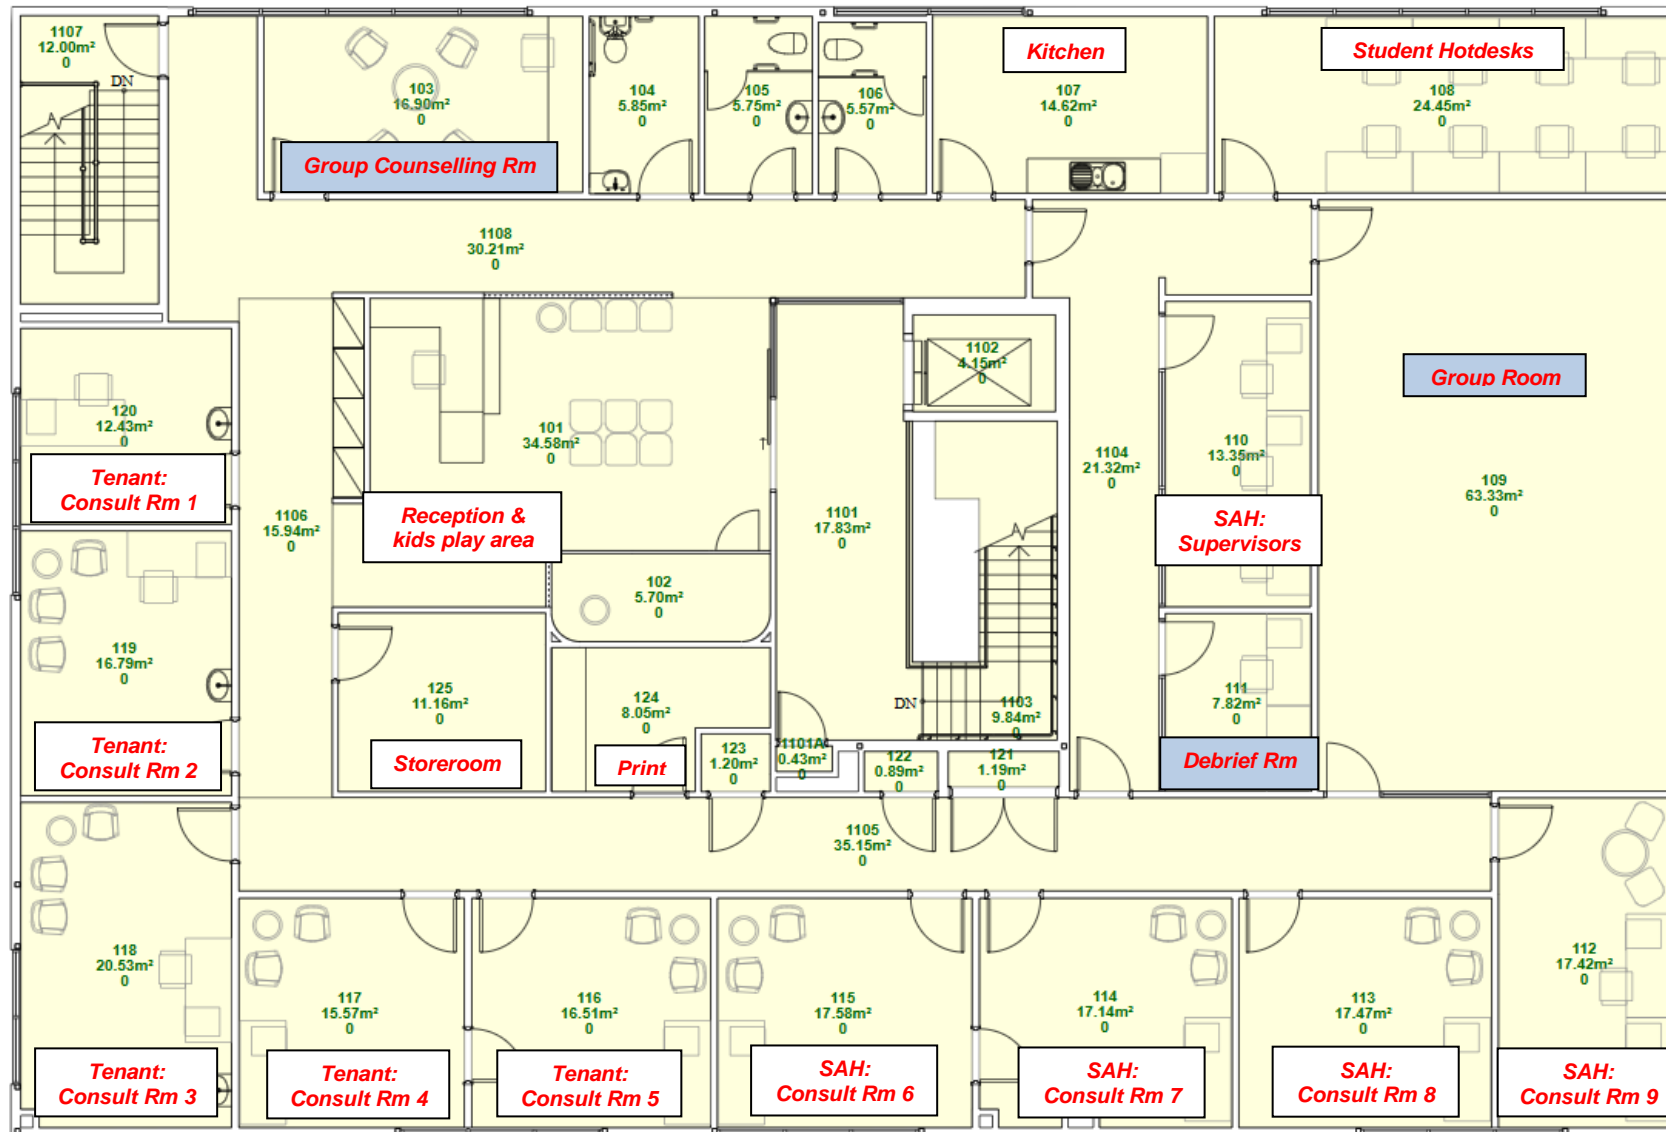 1107
12.00m²
0
DN
103
16.90m²
0
Group Counselling Rm
104
5.85m²
0
105
5.75m²
0
106
5.57m²
0
Kitchen
107
14.62m²
0
Student Hotdesks
108
24.45m²
0
1108
30.21m²
0
120
12.43m²
0
Tenant:
Consult Rm 1
1106
15.94m²
0
101
34.58m²
0
Reception &
kids play area
1101
17.83m²
0
1102
4.15m²
0
1104
21.32m²
0
110
13.35m²
0
SAH:
Supervisors
Group Room
109
63.33m²
0
102
5.70m²
0
119
16.79m²
0
Tenant:
Consult Rm 2
125
11.16m²
0
Storeroom
124
8.05m²
0
Print
123
1.20m²
0
1101A
0.43m²
0
DN
1103
9.84m²
0
122
0.89m²
0
121
1.19m²
0
111
7.82m²
0
Debrief Rm
1105
35.15m²
0
118
20.53m²
0
Tenant:
Consult Rm 3
117
15.57m²
0
Tenant:
Consult Rm 4
116
16.51m²
0
Tenant:
Consult Rm 5
115
17.58m²
0
SAH:
Consult Rm 6
114
17.14m²
0
SAH:
Consult Rm 7
113
17.47m²
0
SAH:
Consult Rm 8
112
17.42m²
0
SAH:
Consult Rm 9